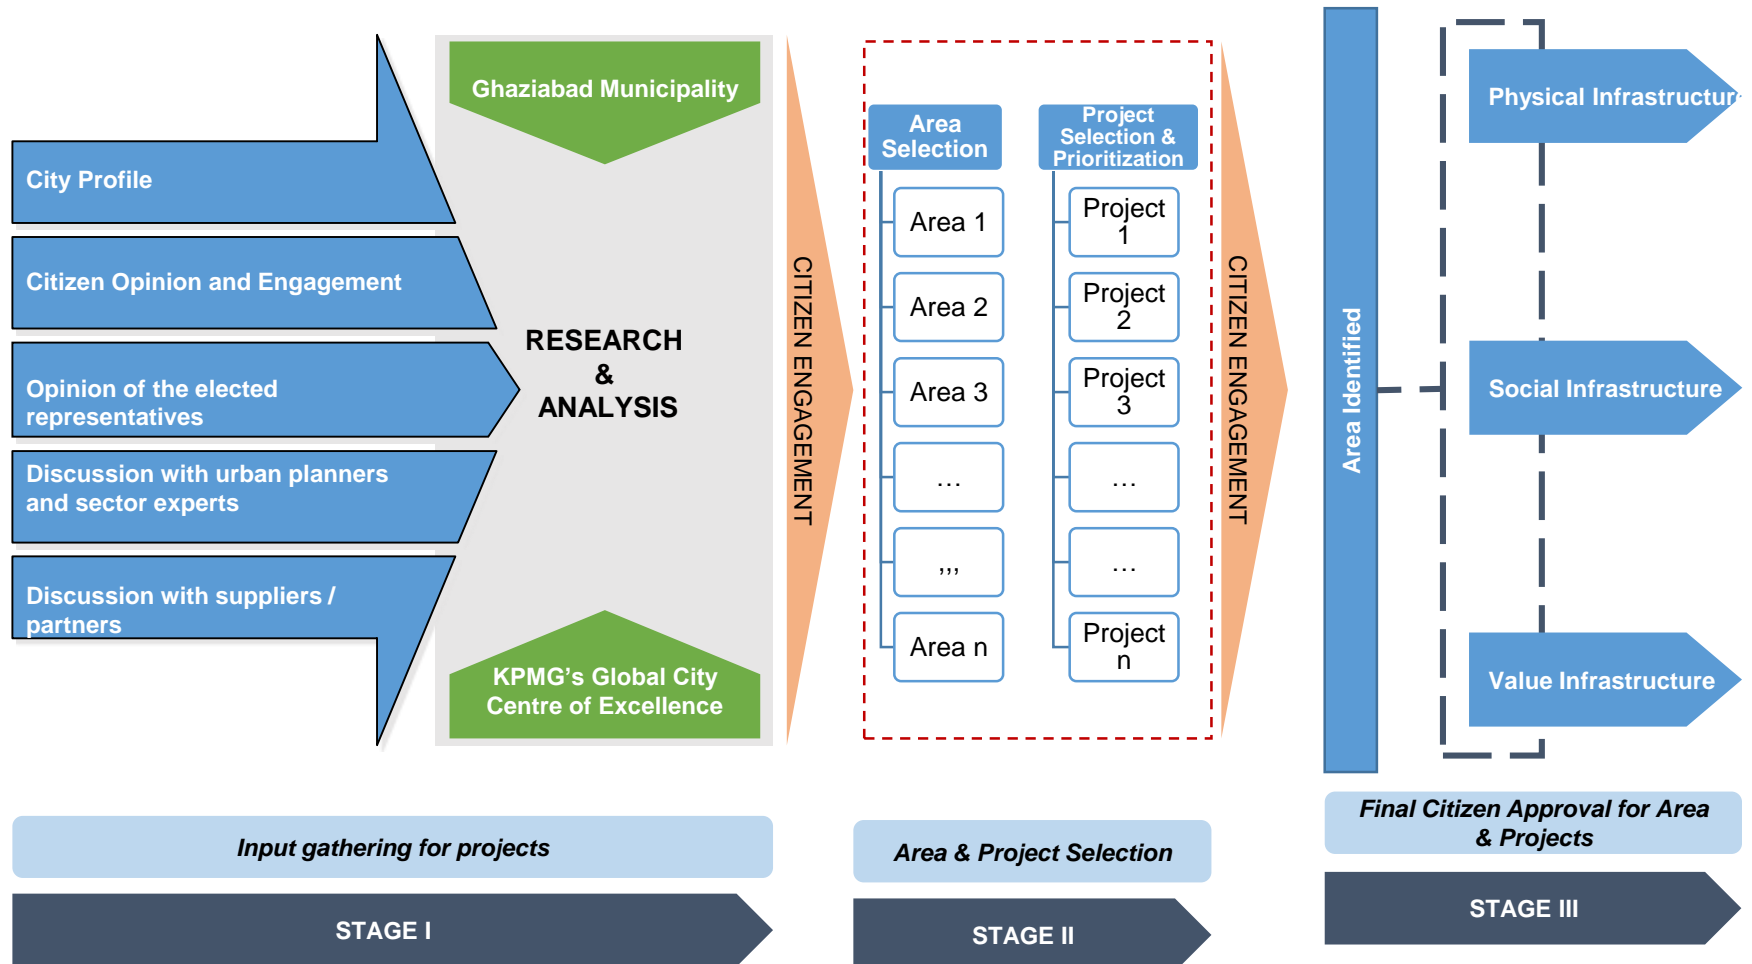 Ghaziabad Municipality
City Profile
Citizen Opinion and Engagement
Opinion of the elected
representatives
Discussion with urban planners
and sector experts
Discussion with suppliers /
partners
RESEARCH
&
ANALYSIS
KPMG’s Global City
Centre of Excellence
CITIZEN ENGAGEMENT
Area
Selection
Area 1
Area 2
Area 3
…
,,,
Area n
Project
Selection &
Prioritization
Project
1
Project
2
Project
3
…
…
Project
n
CITIZEN ENGAGEMENT
Area Identified
Physical Infrastructure
Social Infrastructure
Value Infrastructure
Input gathering for projects
Area & Project Selection
Final Citizen Approval for Area
& Projects
STAGE I
STAGE II
STAGE III